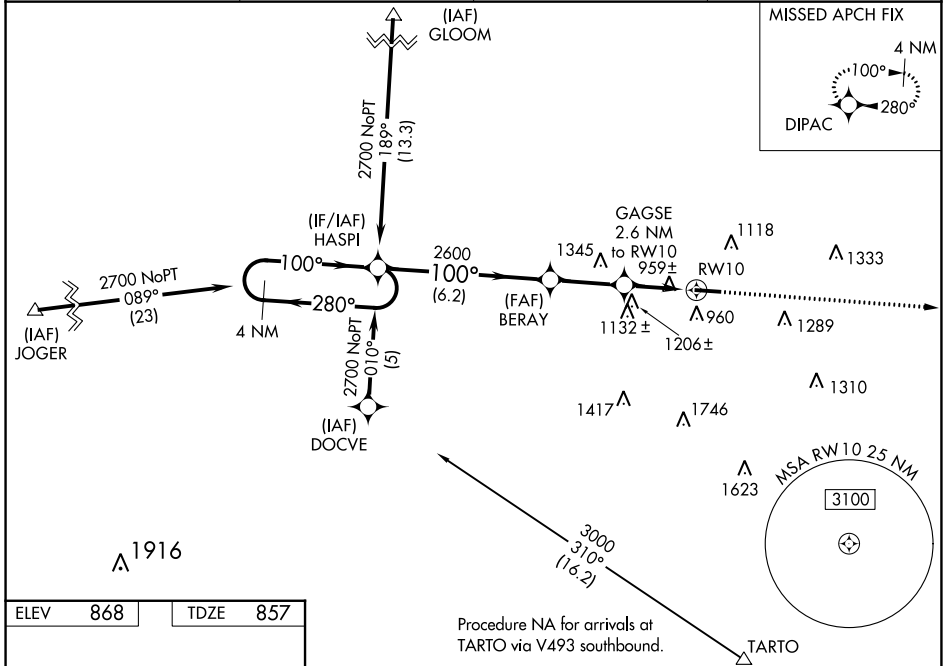 (IAF)
GLOOM
MISSED APCH FIX
4 NM
100°
280°
DIPAC
2700 NoPT
189°
(13.3)
(IF/IAF)
HASPI
100°
280°
4 NM
2700 NoPT
089°
(23)
(IAF)
JOGER
2600
100°
(6.2)
(FAF)
BERAY
GAGSE
2.6 NM
to RW10
1345
959±
RW10
1118
1333
1132±
1206±
960
1289
2700 NoPT
010°
(5)
(IAF)
DOCVE
1417
1746
1310
1623
MSA RW10 25 NM
3100
3000
310°
(16.2)
1916
ELEV 868
TDZE 857
Procedure NA for arrivals at
TARTO via V493 southbound.
TARTO